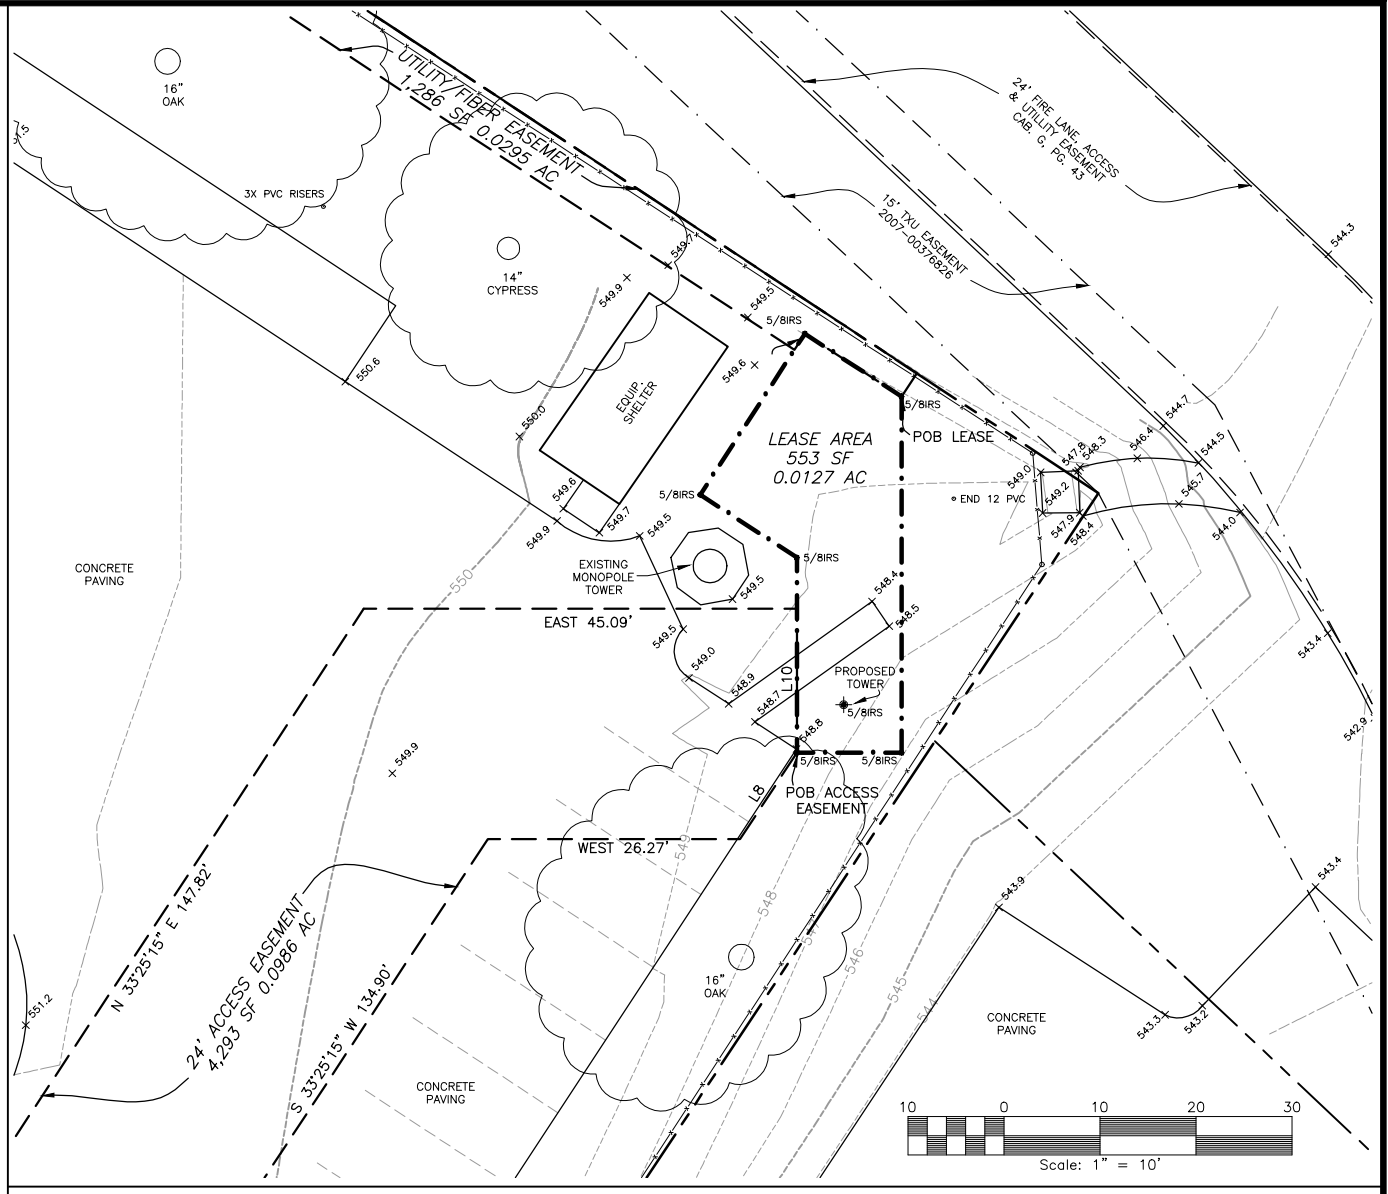 16"
OAK
UTILITY/FIBER EASEMENT
1,286 SF 0.0295 AC
24' FIRE LANE, ACCESS
& UTILLITY EASEMENT
CAB. G, PG. 43
3X PVC RISERS
15' TXU EASEMENT
2007-00376826
544.3
549.7
14"
CYPRESS
549.9
549.5
5/8IRS
550.6
549.6
EQUIP.
SHELTER
550.0
5/8IRS
POB LEASE
LEASE AREA
553 SF
0.0127 AC
544.7
544.5
546.4
547.8
548.3
549.0
549.2
545.7
544.0
547.9
548.4
END 12 PVC
5/8IRS
549.6
549.7
549.9
549.5
5/8IRS
EXISTING
MONOPOLE
TOWER
549.5
CONCRETE
PAVING
550
548.4
548.5
EAST 45.09'
549.5
549.0
548.9
548.7
L10
PROPOSED
TOWER
5/8IRS
543.4
542.9
548.8
5/8IRS
5/8IRS
549.9
L8
POB ACCESS
EASEMENT
WEST 26.27'
549
548
547
546
545
544
543.9
543.4
N 33°25'15" E 147.82'
24' ACCESS EASEMENT
4,293 SF 0.0986 AC
S 33°25'15" W 134.90'
551.2
16"
OAK
543.3
543.2
CONCRETE
PAVING
CONCRETE
PAVING
10 0 10 20 30
Scale: 1" = 10'